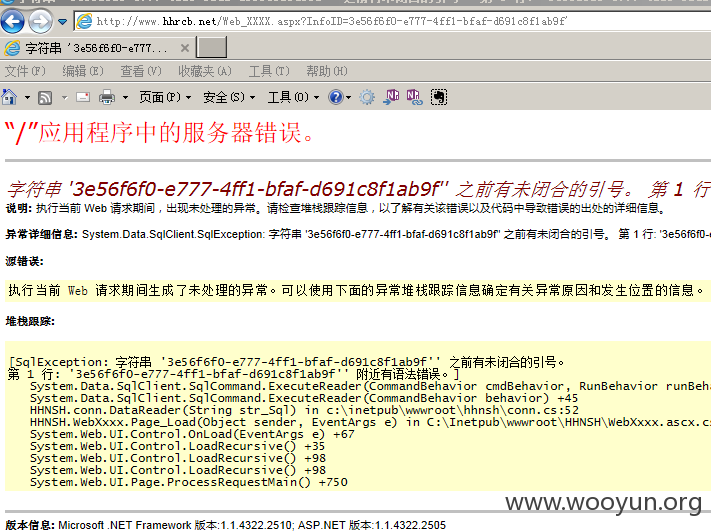 http://www.hhrcb.net/Web_XXXX.aspx?InfoID=3e56f6f0-e777-4ff1-bfaf-d691c8f1ab9f'
字符串 '3e56f6f0-e777...
文件(F) 编辑(E) 查看(V) 收藏夹(A) 工具(T) 帮助(H)
页面(P) 安全(S) 工具(O)
“/”应用程序中的服务器错误。
字符串 '3e56f6f0-e777-4ff1-bfaf-d691c8f1ab9f'' 之前有未闭合的引号。 第 1 行
说明: 执行当前 Web 请求期间，出现未处理的异常。请检查堆栈跟踪信息，以了解有关该错误以及代码中导致错误的出处的详细信息。
异常详细信息: System.Data.SqlClient.SqlException: 字符串 '3e56f6f0-e777-4ff1-bfaf-d691c8f1ab9f'' 之前有未闭合的引号。 第 1 行: '3e56f6f0-e
源错误:
执行当前 Web 请求期间生成了未处理的异常。可以使用下面的异常堆栈跟踪信息确定有关异常原因和发生位置的信息。
堆栈跟踪:
[SqlException: 字符串 '3e56f6f0-e777-4ff1-bfaf-d691c8f1ab9f'' 之前有未闭合的引号。
第 1 行: '3e56f6f0-e777-4ff1-bfaf-d691c8f1ab9f'' 附近有语法错误。]
System.Data.SqlClient.SqlCommand.ExecuteReader(CommandBehavior cmdBehavior, RunBehavior runBeha
System.Data.SqlClient.SqlCommand.ExecuteReader(CommandBehavior behavior) +45
HHNSH.conn.DataReader(String str_Sql) in c:\inetpub\wwwroot\hhnsh\conn.cs:52
HHNSH.WebXxxx.Page_Load(Object sender, EventArgs e) in C:\Inetpub\wwwroot\HHNSH\WebXxxx.ascx.cs
System.Web.UI.Control.OnLoad(EventArgs e) +67
System.Web.UI.Control.LoadRecursive() +35
System.Web.UI.Control.LoadRecursive() +98
System.Web.UI.Control.LoadRecursive() +98
System.Web.UI.Page.ProcessRequestMain() +750
www.wooyun.org
版本信息: Microsoft .NET Framework 版本:1.1.4322.2510; ASP.NET 版本:1.1.4322.2505